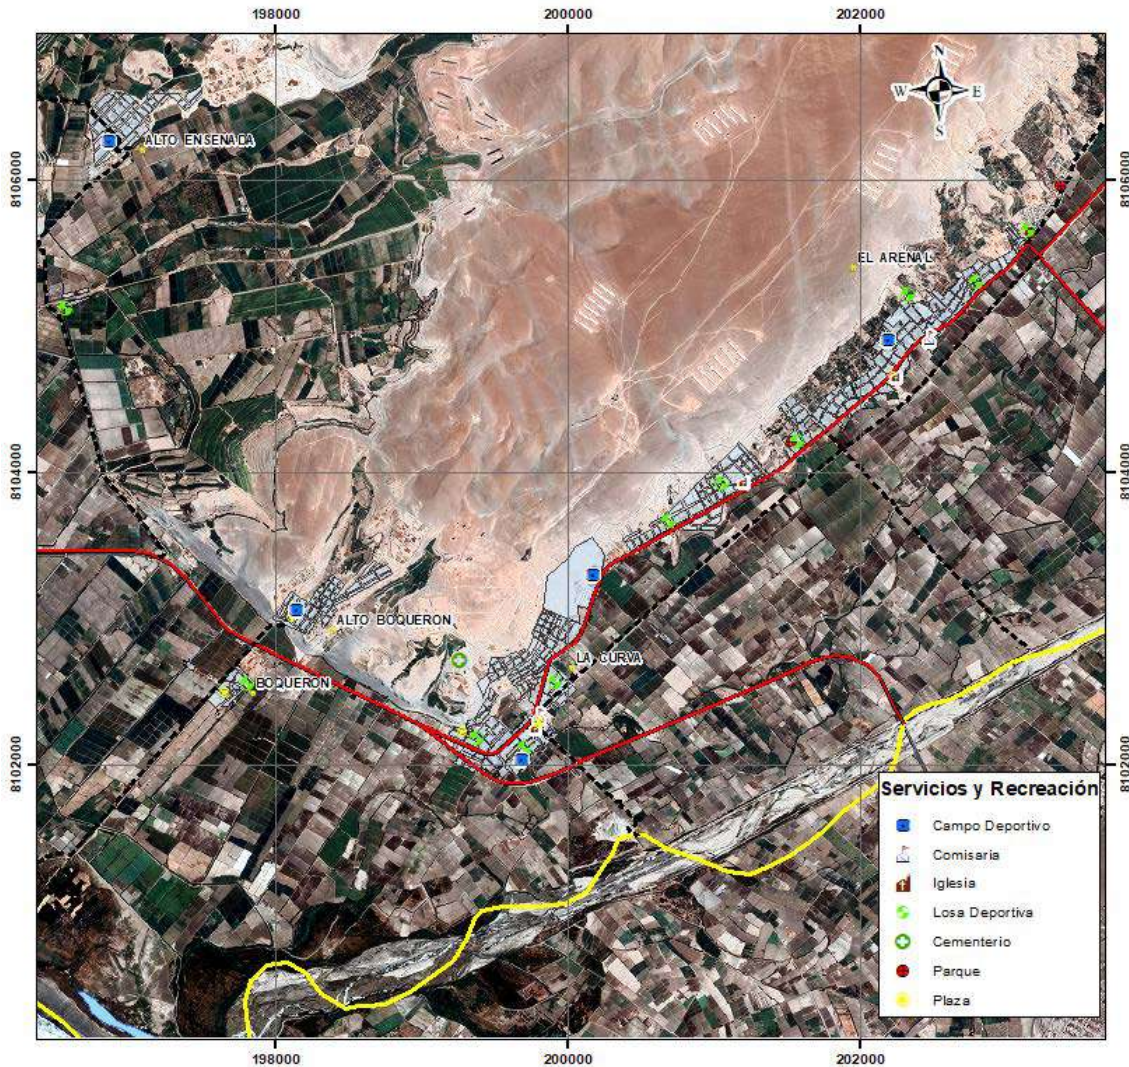 198000
200000
202000
N
W
E
S
ALTO ENSENADA
8106000
8106000
EL ARENAL
8104000
8104000
ALTO BOQUERON
LA CURVA
BOQUERON
8102000
8102000
Servicios y Recreación
Campo Deportivo
Comisaria
Iglesia
Losa Deportiva
Cementerio
Parque
Plaza
198000
200000
202000